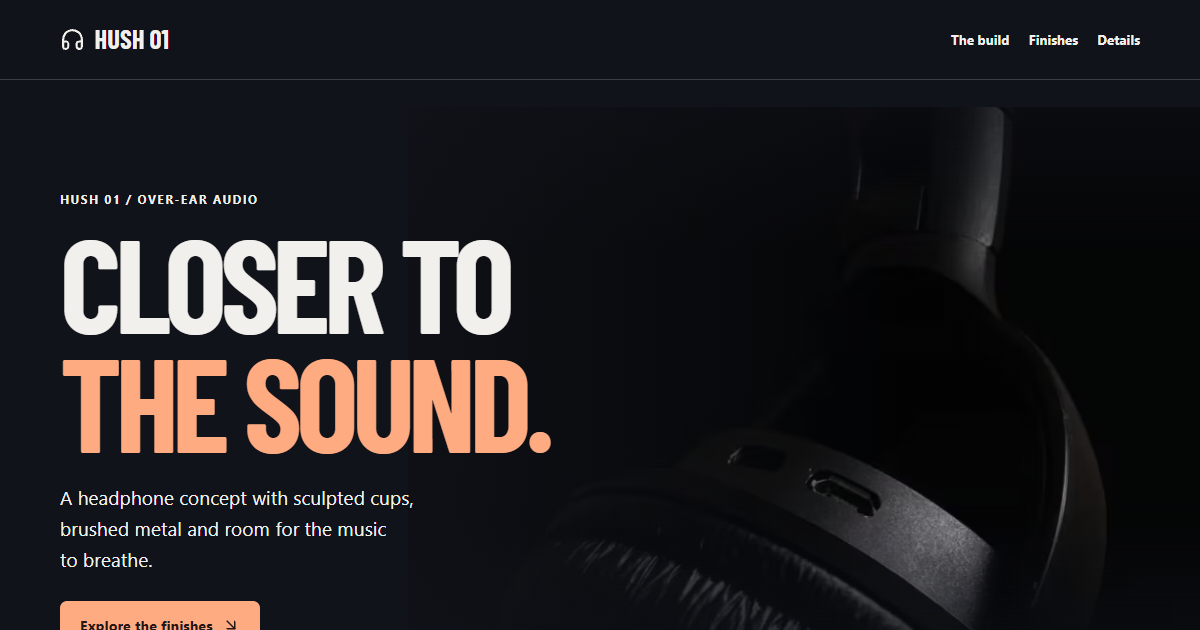 HUSH 01
The build
Finishes
Details
HUSH 01 / OVER-EAR AUDIO
CLOSER TO
THE SOUND.
A headphone concept with sculpted cups,
brushed metal and room for the music
to breathe.
Explore the finishes